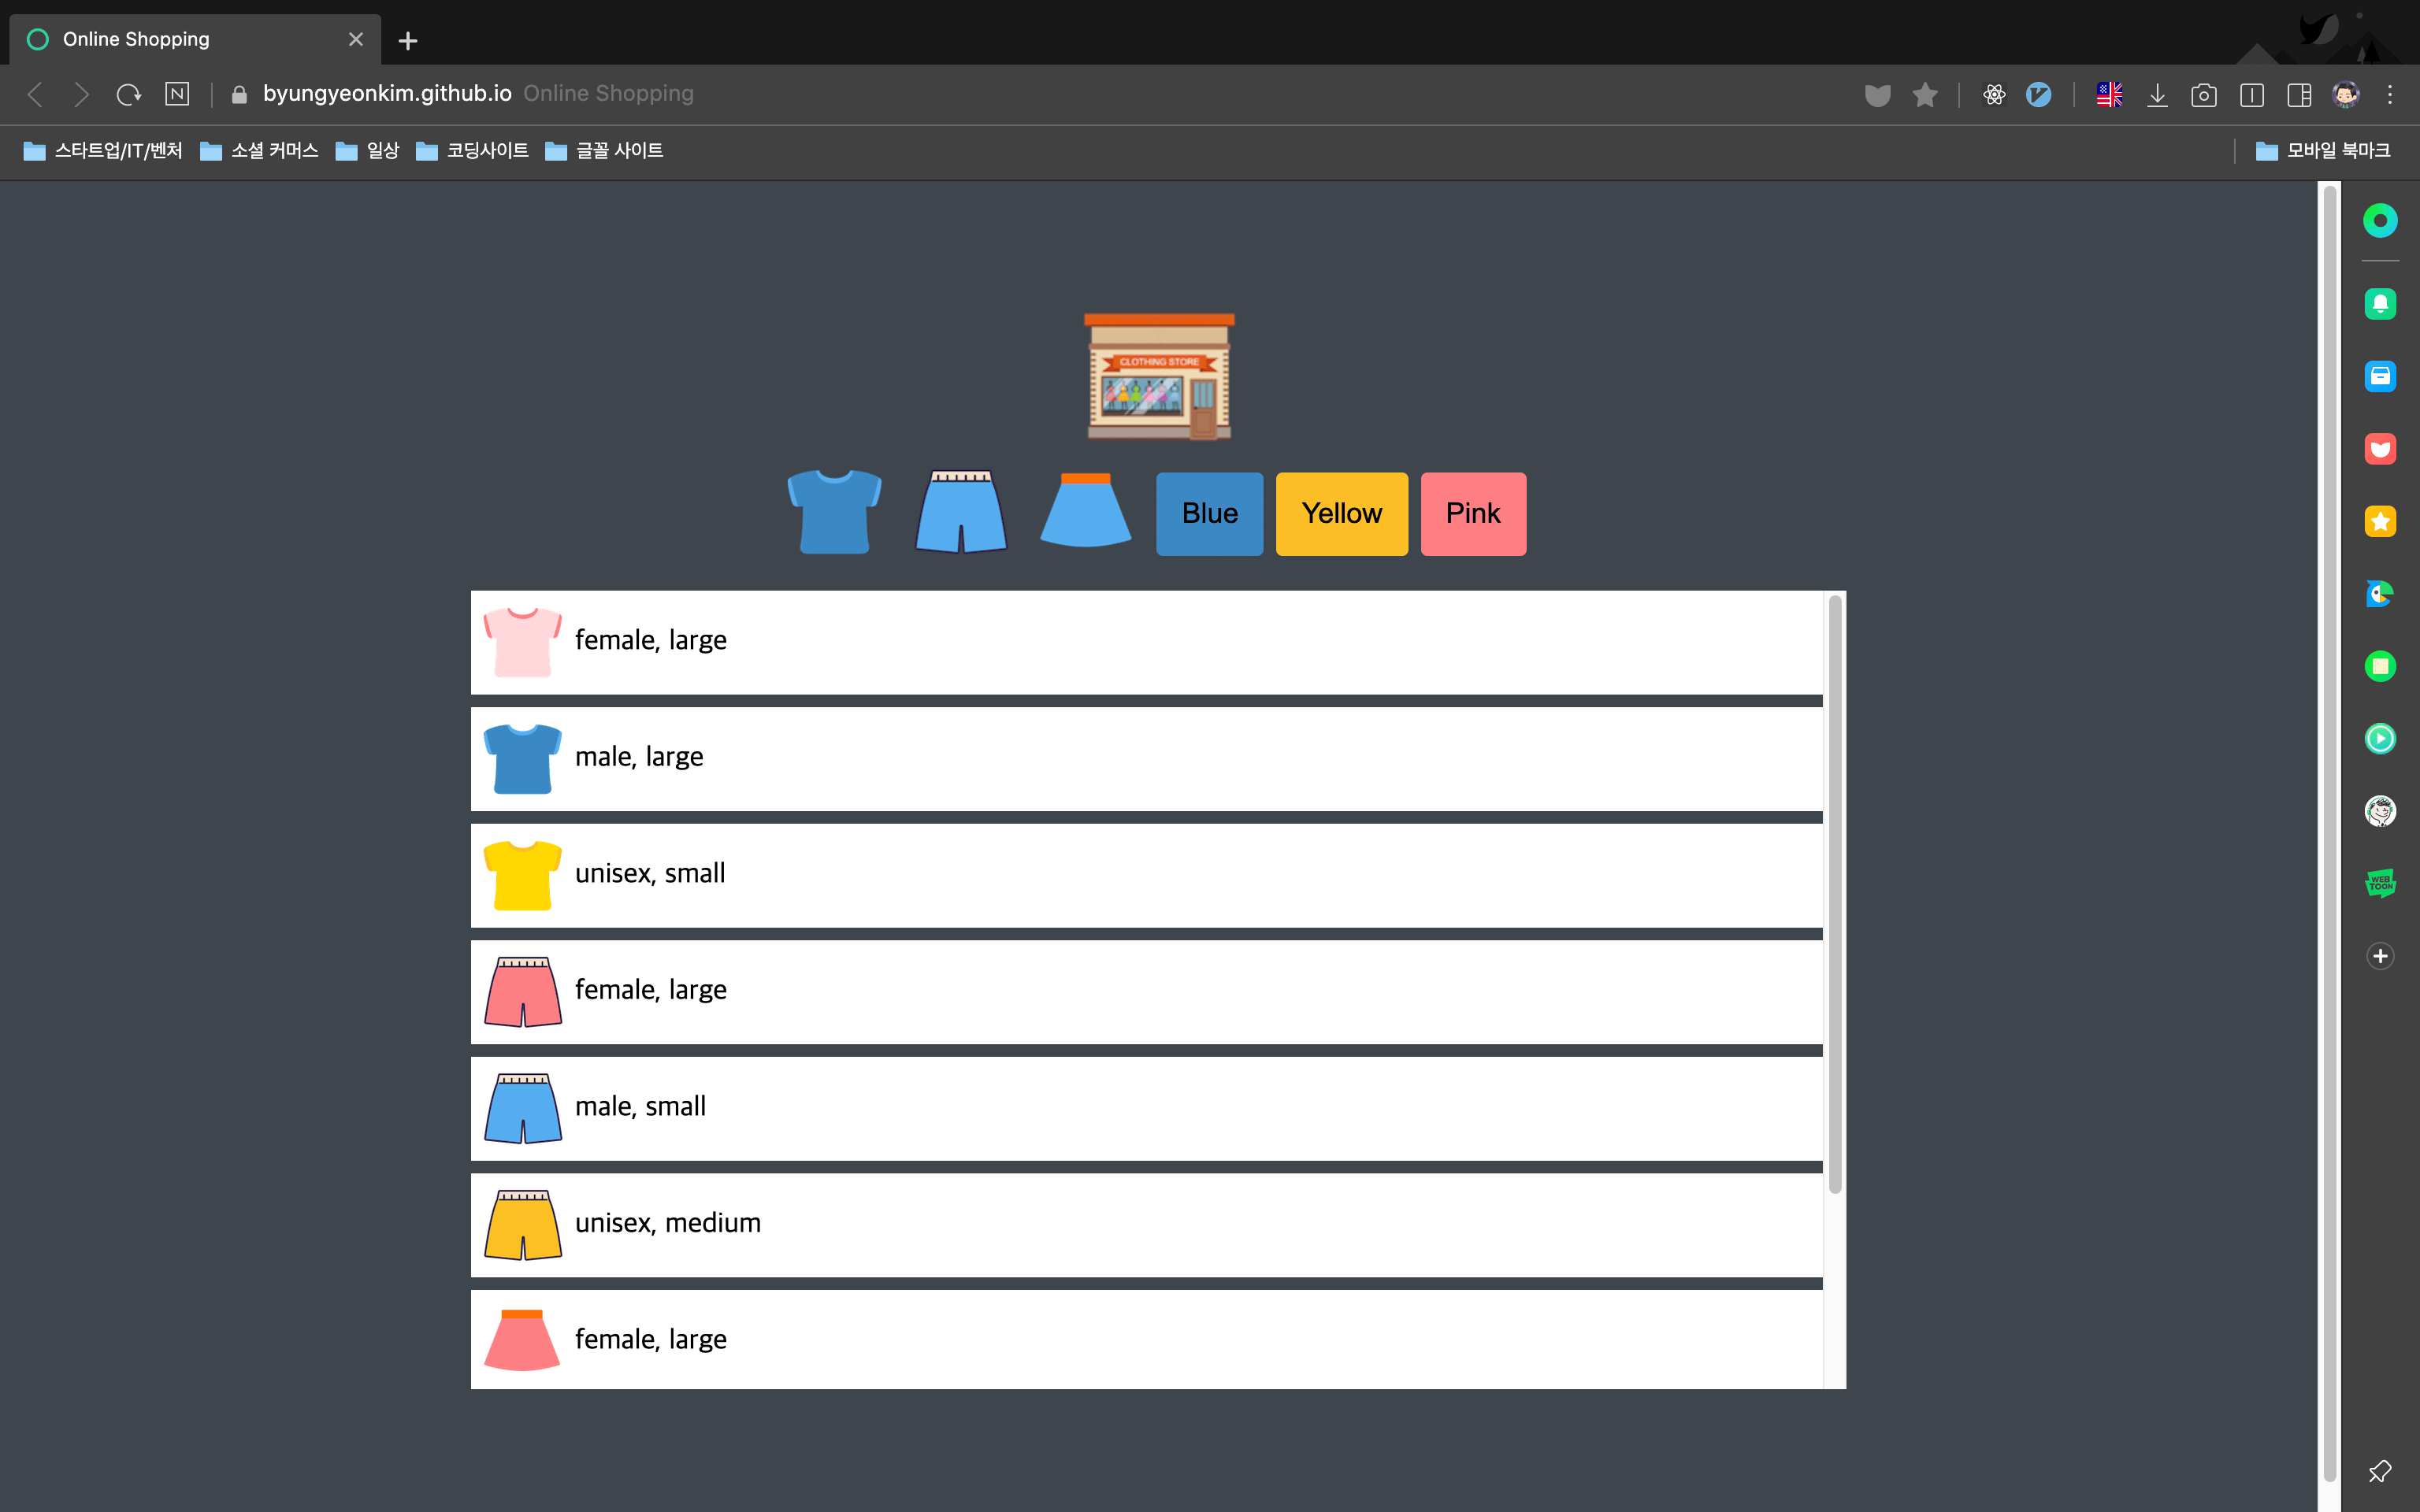 Online Shopping
N
byungyeonkim.github.io Online Shopping
스타트업/IT/벤처 소셜 커머스 일상 코딩사이트 글꼴 사이트 모바일 북마크
CLOTHING STORE
Blue Yellow Pink
female, large
male, large
unisex, small
female, large
male, small
unisex, medium
female, large
WEB
TOON